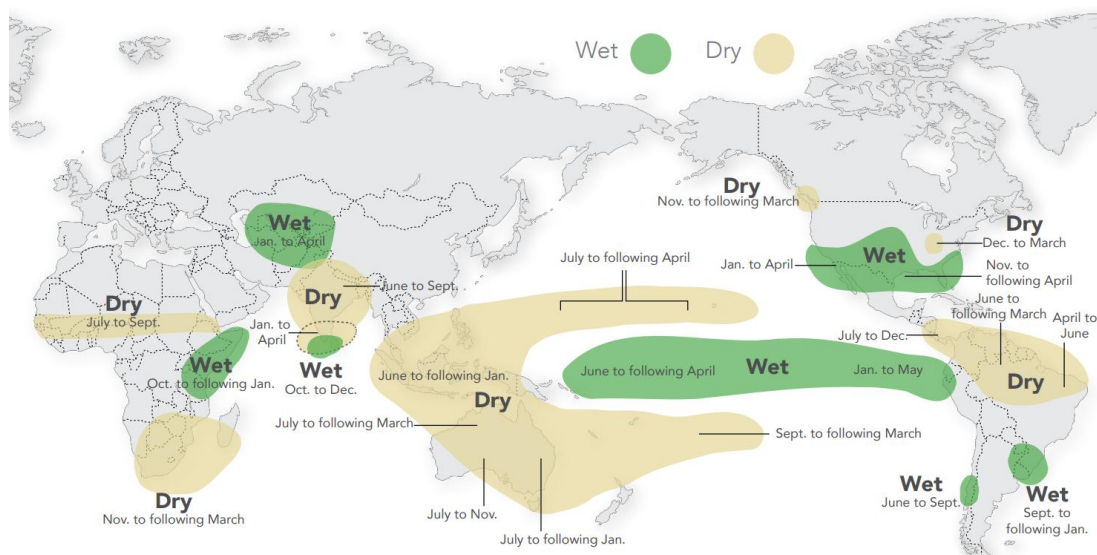 Wet
Dry
Dry
Nov. to following March
Dry
Dec. to March
Wet
Jan. to April
July to following April
Jan. to April
Wet
Nov. to
following April
Dry
July to Sept.
June to Sept.
Dry
Jan. to
April
June to
following March
April to
June
July to Dec.
Wet
Oct. to following Jan.
Wet
Oct. to Dec.
June to following Jan.
Dry
June to following April
Wet
Jan. to May
Dry
July to following March
Sept. to following March
Dry
Nov. to following March
July to Nov.
July to following Jan.
Wet
June to Sept.
Wet
Sept. to
following Jan.